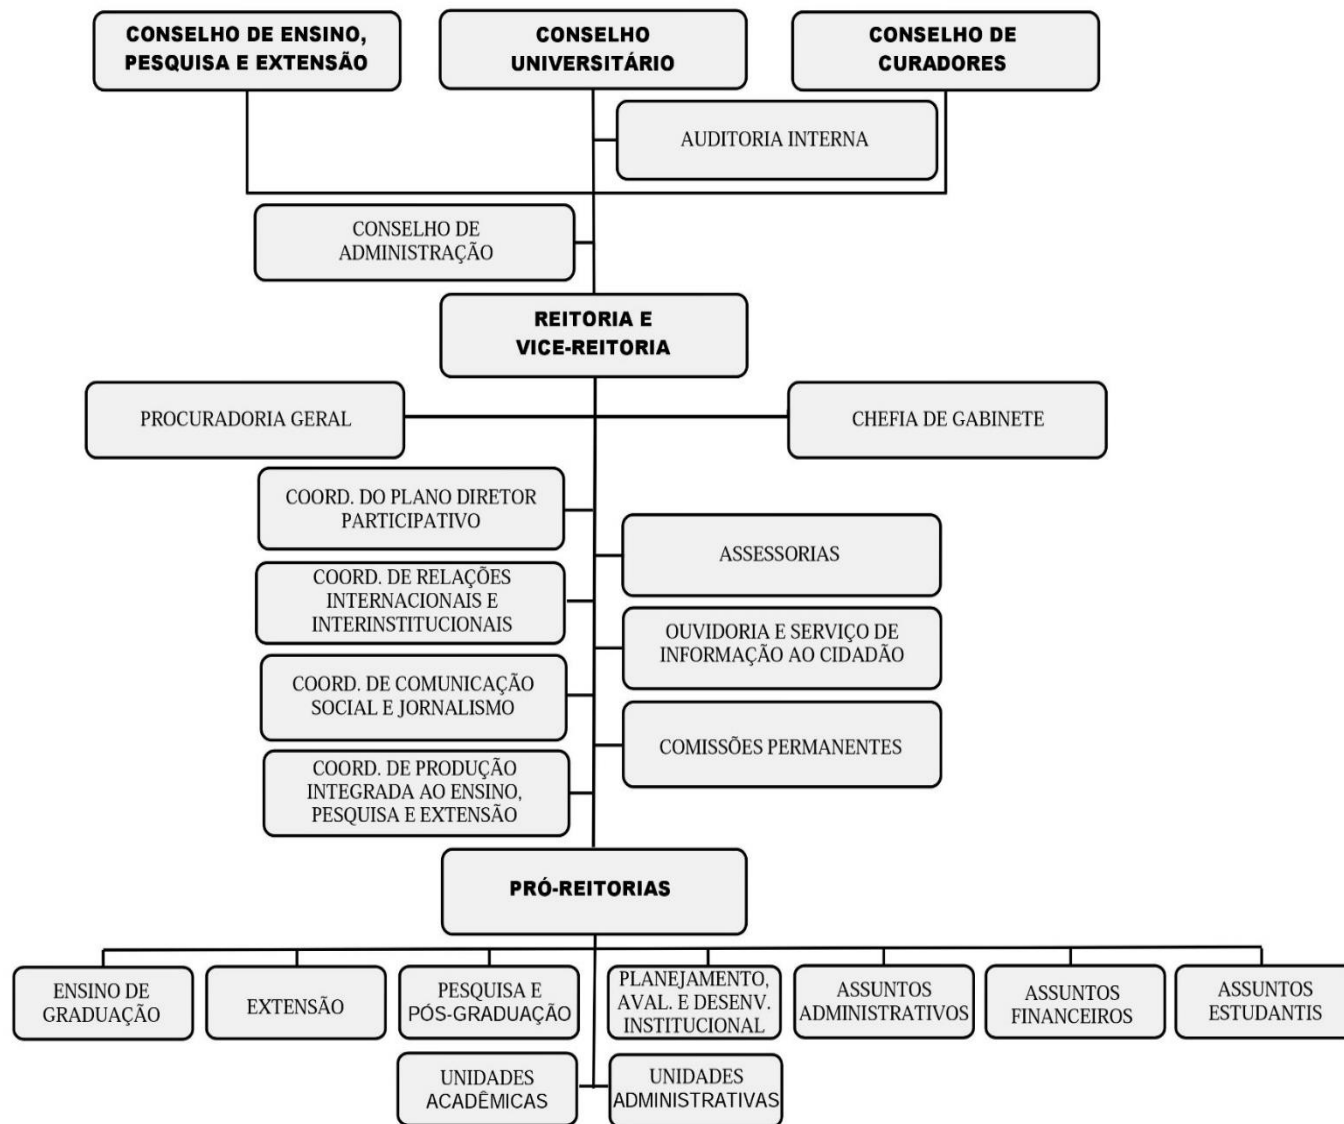 CONSELHO DE ENSINO,
PESQUISA E EXTENSÃO
CONSELHO
UNIVERSITÁRIO
CONSELHO DE
CURADORES
AUDITORIA INTERNA
CONSELHO DE
ADMINISTRAÇÃO
REITORIA E
VICE-REITORIA
PROCURADORIA GERAL
CHEFIA DE GABINETE
COORD. DO PLANO DIRETOR
PARTICIPATIVO
ASSESSORIAS
COORD. DE RELAÇÕES
INTERNACIONAIS E
INTERINSTITUCIONAIS
OUVIDORIA E SERVIÇO DE
INFORMAÇÃO AO CIDADÃO
COORD. DE COMUNICAÇÃO
SOCIAL E JORNALISMO
COMISSÕES PERMANENTES
COORD. DE PRODUÇÃO
INTEGRADA AO ENSINO,
PESQUISA E EXTENSÃO
PRÓ-REITORIAS
ENSINO DE
GRADUAÇÃO
EXTENSÃO
PESQUISA E
PÓS-GRADUAÇÃO
PLANEJAMENTO,
AVAL. E DESENV.
INSTITUCIONAL
ASSUNTOS
ADMINISTRATIVOS
ASSUNTOS
FINANCEIROS
ASSUNTOS
ESTUDANTIS
UNIDADES
ACADÊMICAS
UNIDADES
ADMINISTRATIVAS